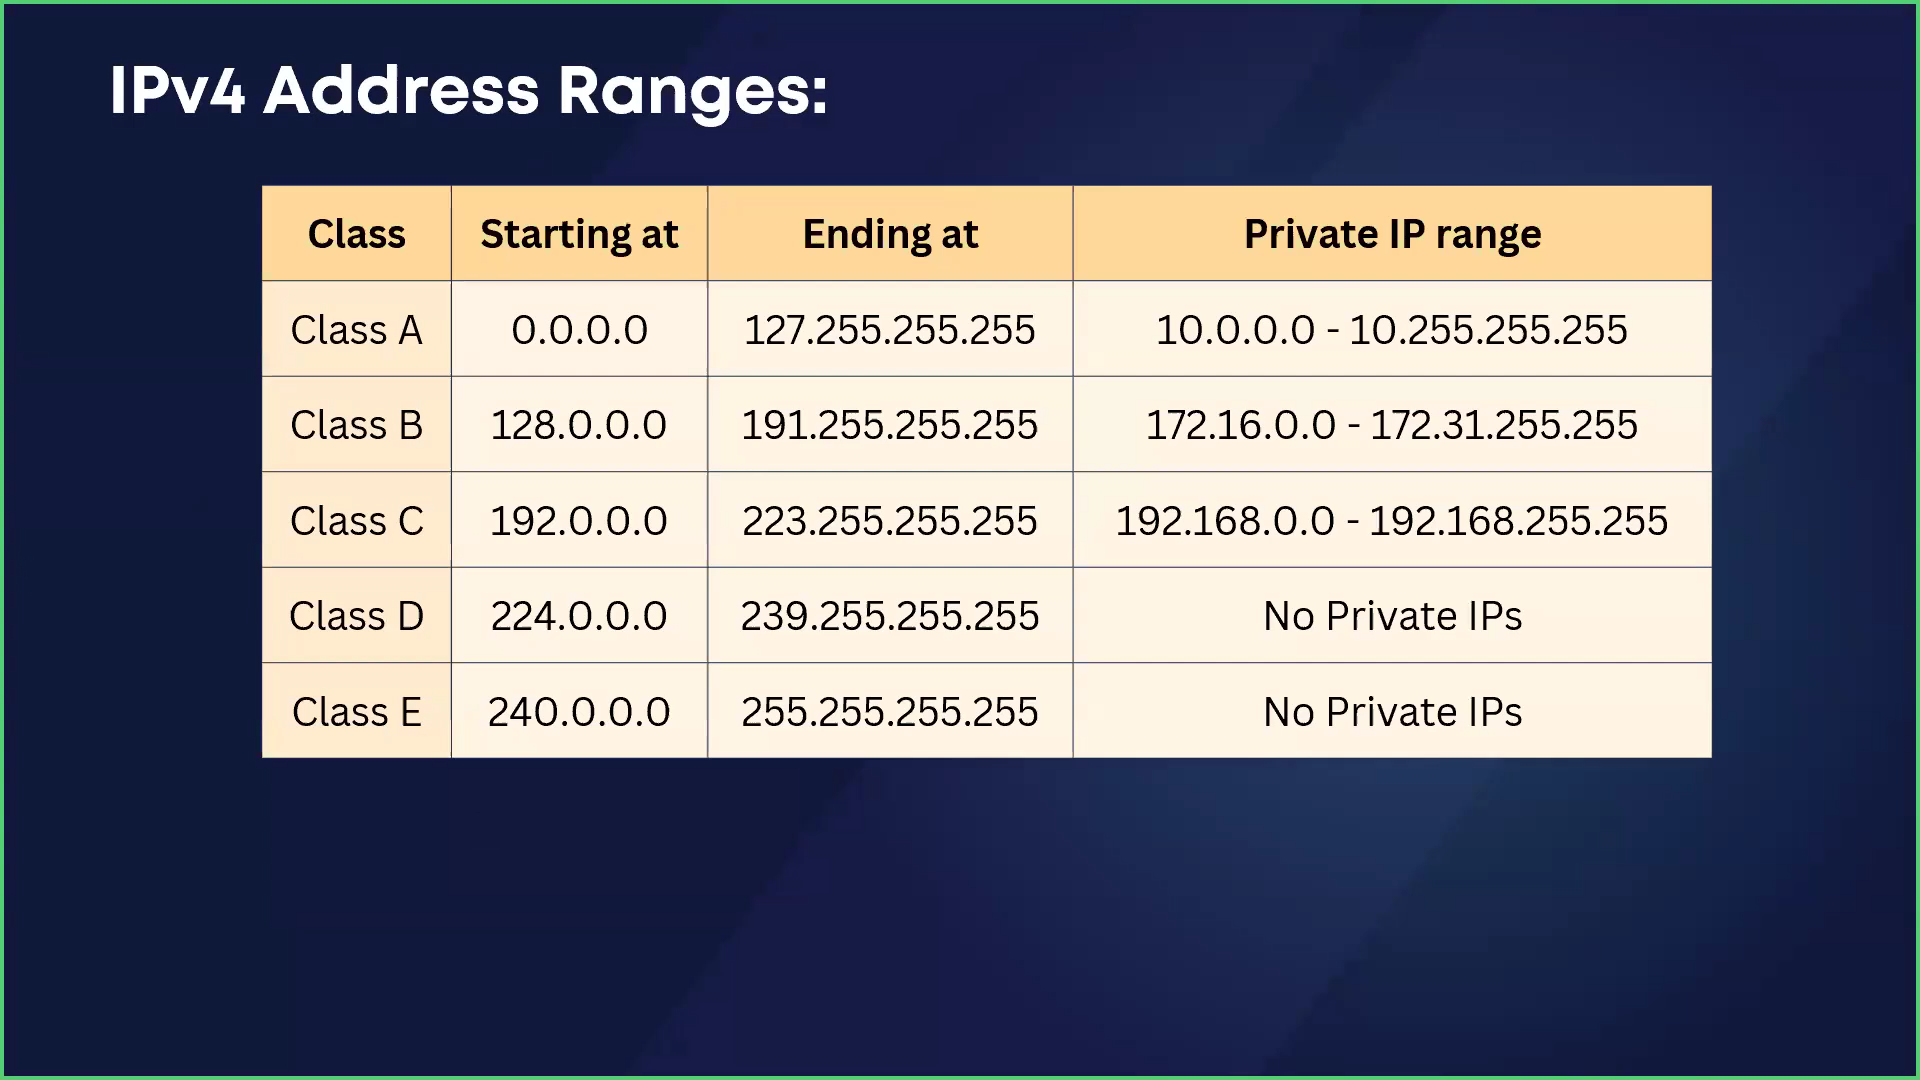 IPv4 Address Ranges:
Class Starting at Ending at Private IP range
Class A 0.0.0.0 127.255.255.255 10.0.0.0 - 10.255.255.255
Class B 128.0.0.0 191.255.255.255 172.16.0.0 - 172.31.255.255
Class C 192.0.0.0 223.255.255.255 192.168.0.0 - 192.168.255.255
Class D 224.0.0.0 239.255.255.255 No Private IPs
Class E 240.0.0.0 255.255.255.255 No Private IPs